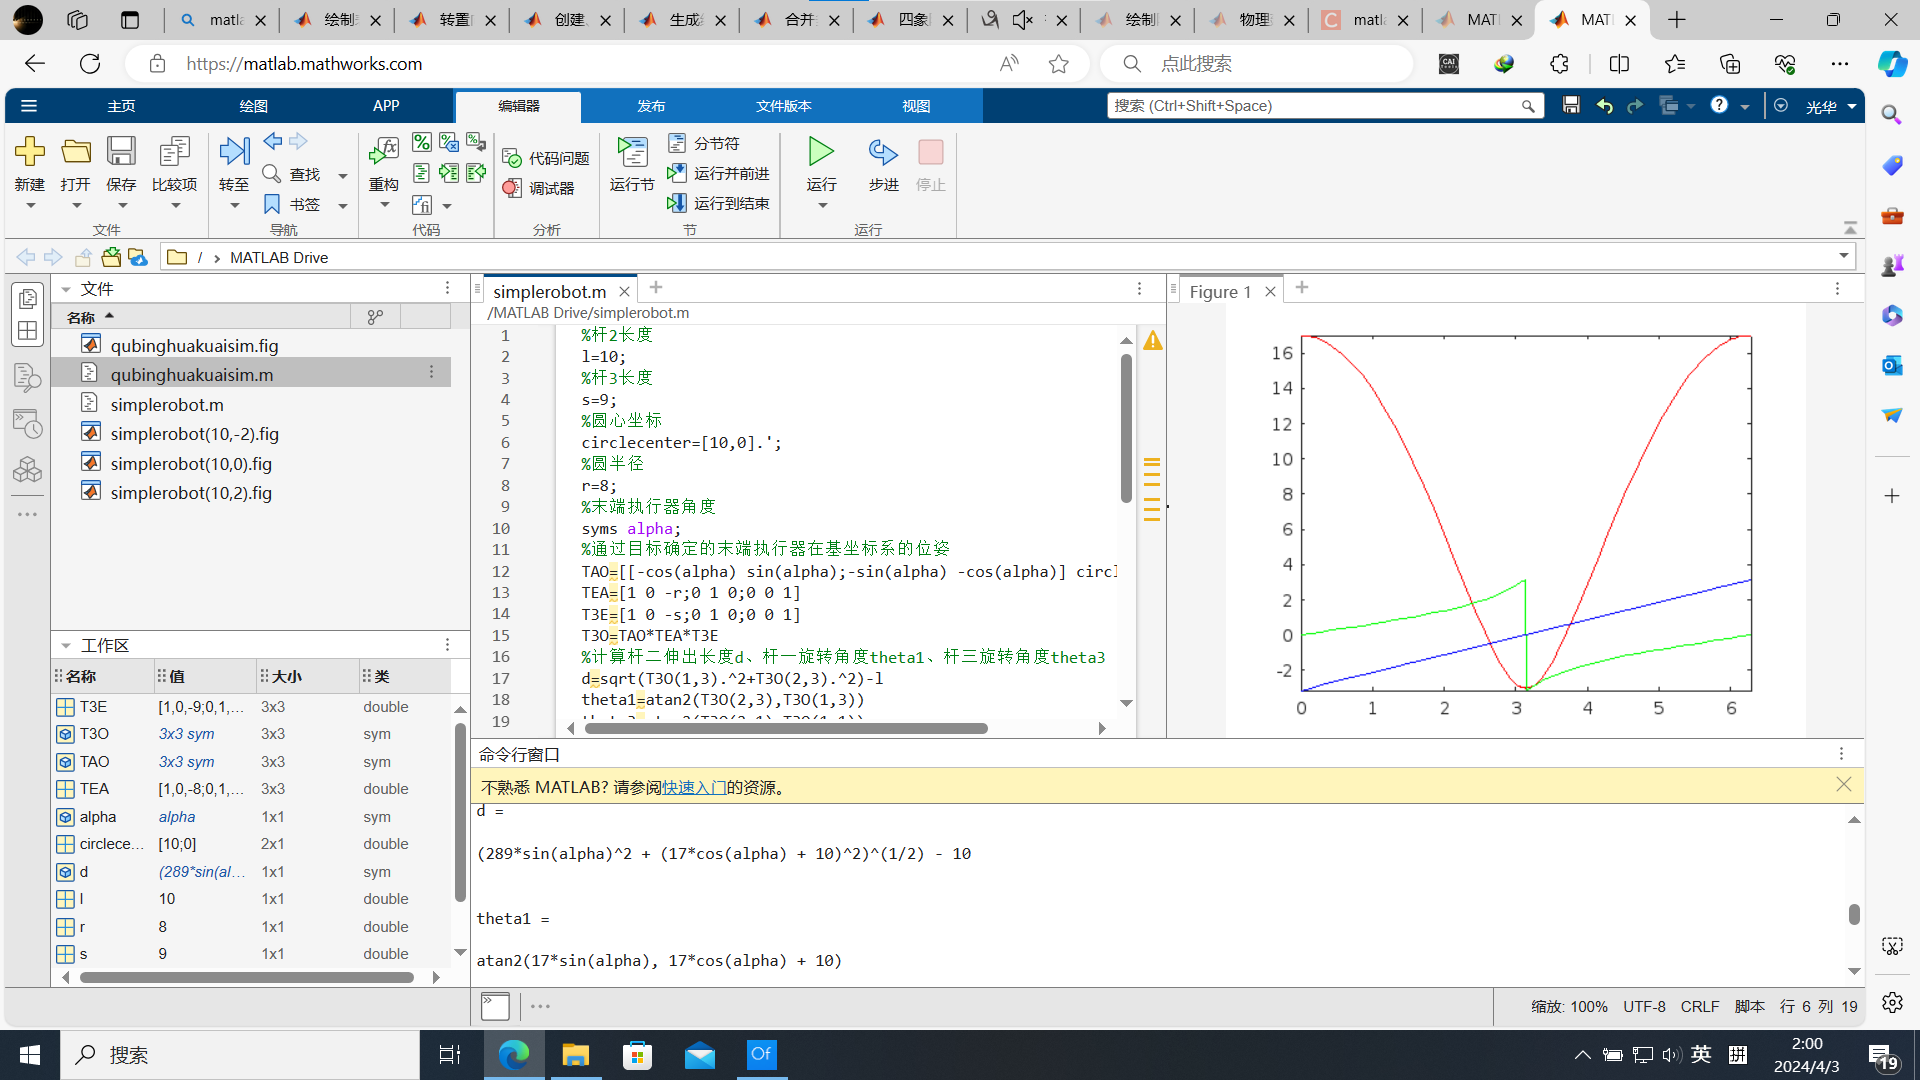 matla
绘制
转置
创建
生成
合并
四象
绘制
物理
matla
MATL
MATL
https://matlab.mathworks.com
点此搜索
主页
绘图
APP
编辑器
发布
文件版本
视图
搜索 (Ctrl+Shift+Space)
光华
新建
打开
保存
比较项
转至
查找
书签
重构
代码问题
调试器
运行节
分节符
运行并前进
运行到结束
运行
步进
停止
文件
导航
代码
分析
节
运行
/ › MATLAB Drive
文件
名称
qubinghuakuaisim.fig
qubinghuakuaisim.m
simplerobot.m
simplerobot(10,-2).fig
simplerobot(10,0).fig
simplerobot(10,2).fig
工作区
名称 值 大小 类
T3E [1,0,-9;0,1,... 3x3 double
T3O 3x3 sym 3x3 sym
TAO 3x3 sym 3x3 sym
TEA [1,0,-8;0,1,... 3x3 double
alpha alpha 1x1 sym
circlece... [10;0] 2x1 double
d (289*sin(al... 1x1 sym
l 10 1x1 double
r 8 1x1 double
s 9 1x1 double
simplerobot.m
/MATLAB Drive/simplerobot.m
1 %杆2长度
2 l=10;
3 %杆3长度
4 s=9;
5 %圆心坐标
6 circlecenter=[10,0].';
7 %圆半径
8 r=8;
9 %末端执行器角度
10 syms alpha;
11 %通过目标确定的末端执行器在基坐标系的位姿
12 TAO=[[-cos(alpha) sin(alpha);-sin(alpha) -cos(alpha)] circl
13 TEA=[1 0 -r;0 1 0;0 0 1]
14 T3E=[1 0 -s;0 1 0;0 0 1]
15 T3O=TAO*TEA*T3E
16 %计算杆二伸出长度d、杆一旋转角度theta1、杆三旋转角度theta3
17 d=sqrt(T3O(1,3).^2+T3O(2,3).^2)-l
18 theta1=atan2(T3O(2,3),T3O(1,3))
19
Figure 1
16
14
12
10
8
6
4
2
0
-2
0 1 2 3 4 5 6
命令行窗口
不熟悉 MATLAB? 请参阅快速入门的资源。
d =
(289*sin(alpha)^2 + (17*cos(alpha) + 10)^2)^(1/2) - 10
theta1 =
atan2(17*sin(alpha), 17*cos(alpha) + 10)
缩放: 100% UTF-8 CRLF 脚本 行 6 列 19
搜索
Of
英
拼
2:00
2024/4/3
19